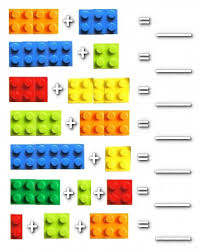 + =
+ =
+ =
+ =
+ =
+ + =
+ + =